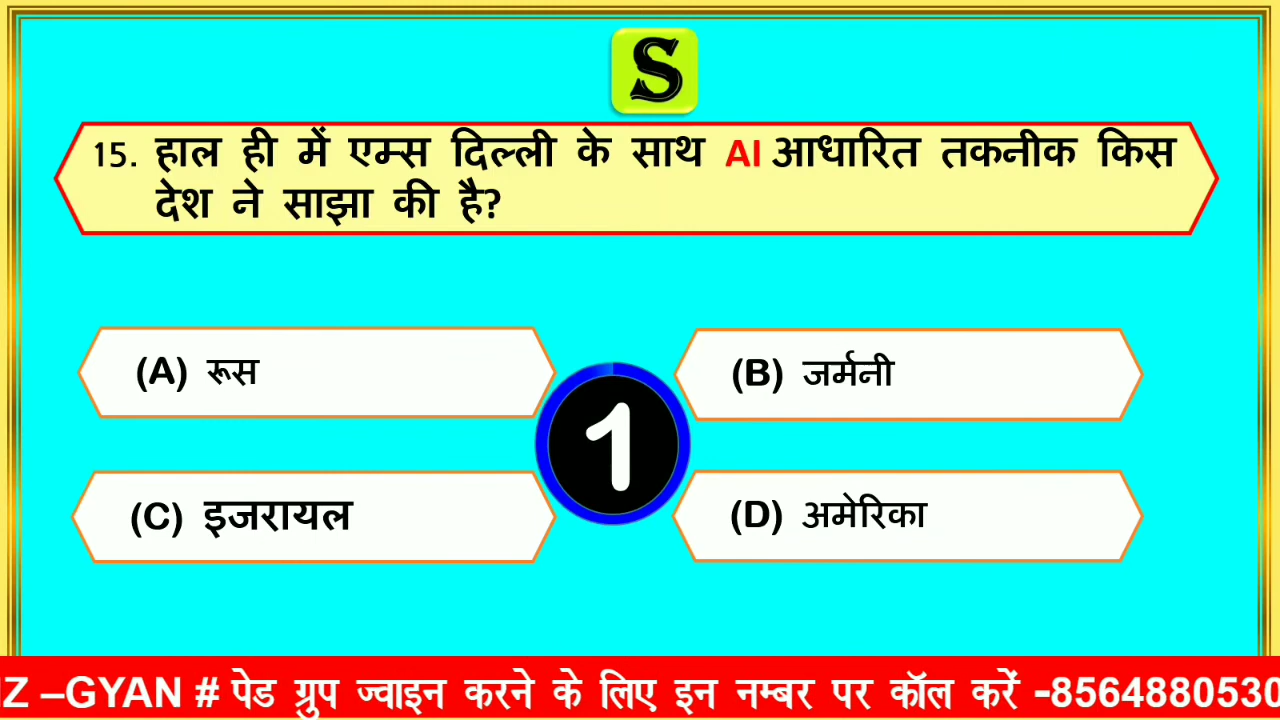 S
15. हाल ही में एम्स दिल्ली के साथ AI आधारित तकनीक किस
देश ने साझा की है?
(A) रूस
(B) जर्मनी
1
(C) इजरायल
(D) अमेरिका
IZ –GYAN # पेड ग्रुप ज्वाइन करने के लिए इन नम्बर पर कॉल करें -8564880530